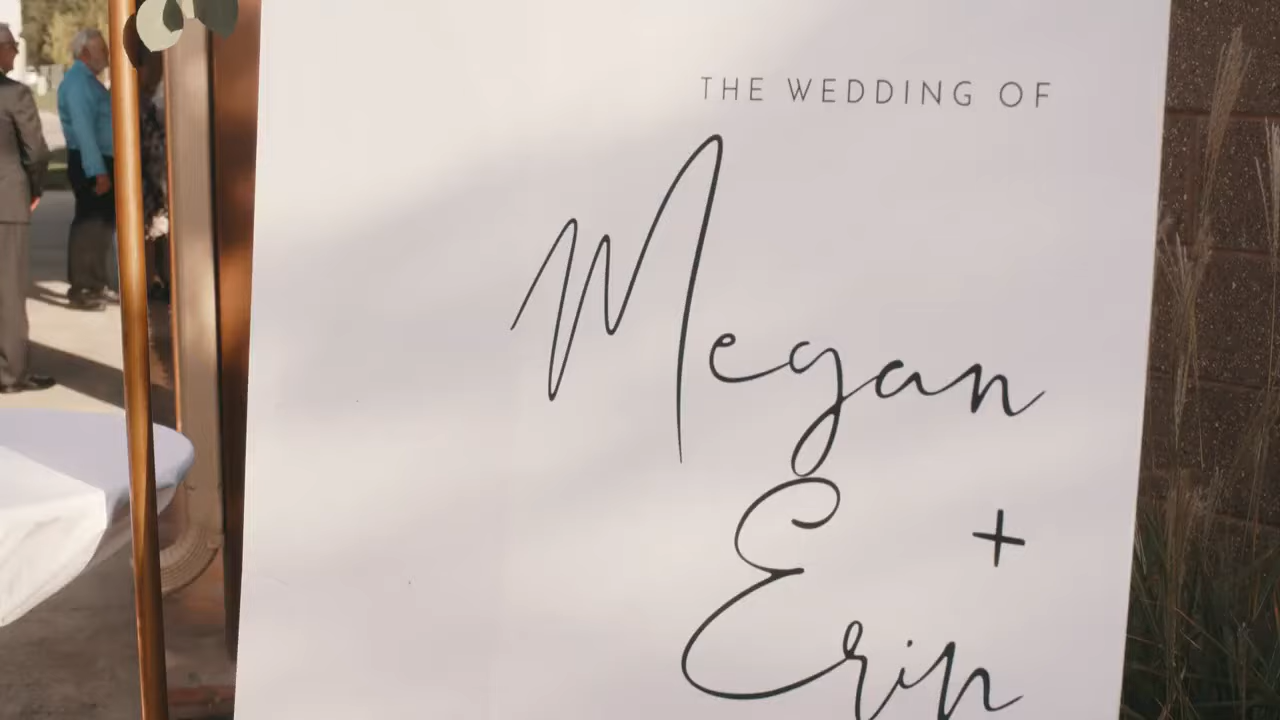 THE WEDDING OF
Megan
+
Erin